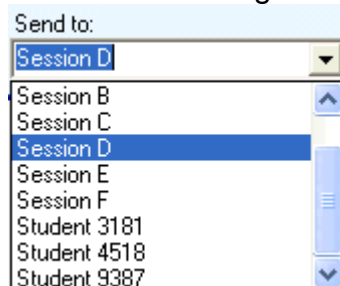 Send to:
Session D
Session B
Session C
Session D
Session E
Session F
Student 3181
Student 4518
Student 9387